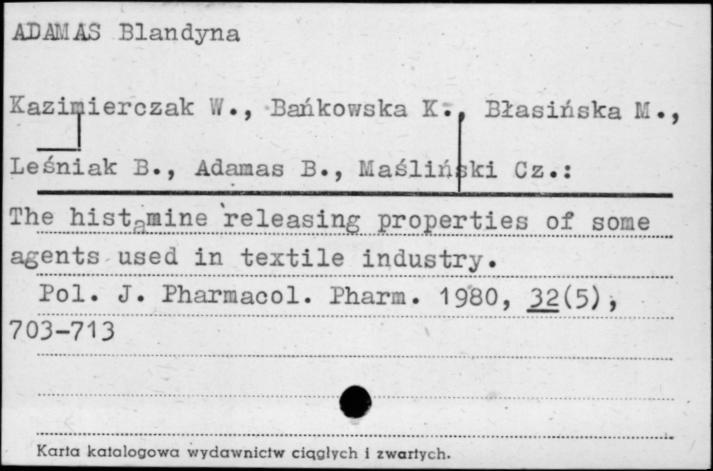 ADAMAS Blandyna
Kazimierczak W., Bańkowska K., Błasińska M.,
Leśniak B., Adamas B., Maśliński Cz.:
The histamine releasing properties of some
agents used in textile industry.
Pol. J. Pharmacol. Pharm. 1980, 32(5),
703-713
Karta katalogowa wydawnictw ciągłych i zwartych.